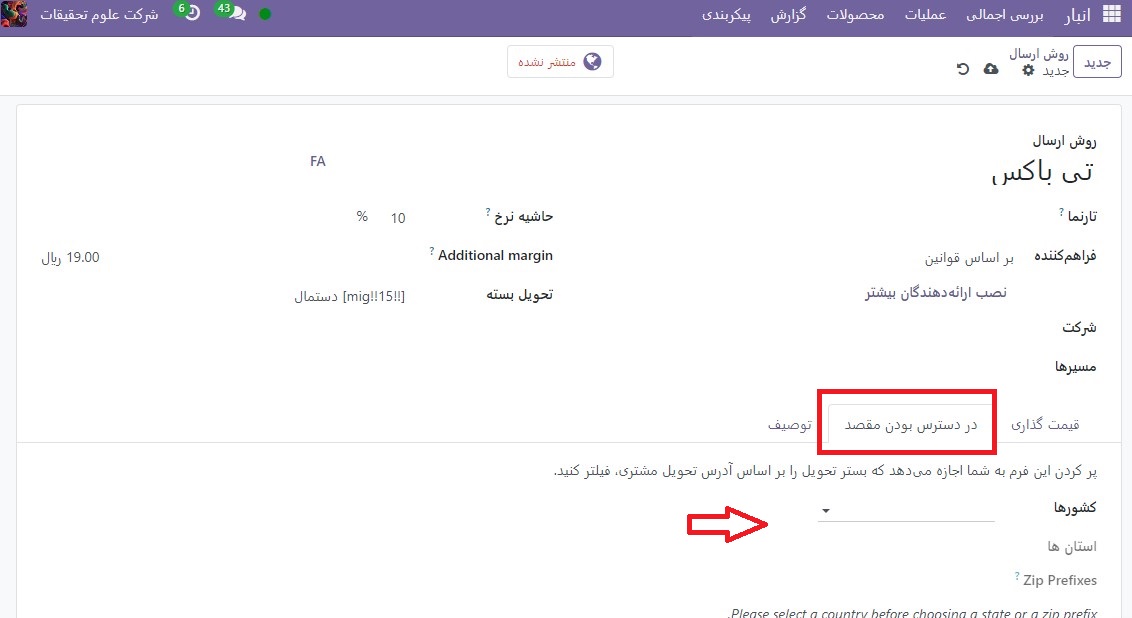 انبار بررسی اجمالی عملیات محصولات گزارش پیکربندی 43 6 شرکت علوم تحقیقات
جدید روش ارسال
جدید
منتشر نشده
روش ارسال
تی باکس
FA
تارنما ?
حاشیه نرخ ? 10 %
فراهم‌کننده بر اساس قوانین
Additional margin ? 19.00 ریال
نصب ارائه‌دهندگان بیشتر
تحویل بسته [mig!!15!!] دستمال
شرکت
مسیرها
قیمت گذاری در دسترس بودن مقصد توصیف
پر کردن این فرم به شما اجازه می‌دهد که بستر تحویل را بر اساس آدرس تحویل مشتری، فیلتر کنید.
کشورها
استان ها
Zip Prefixes ?
Please select a country before choosing a state or a zip prefix.